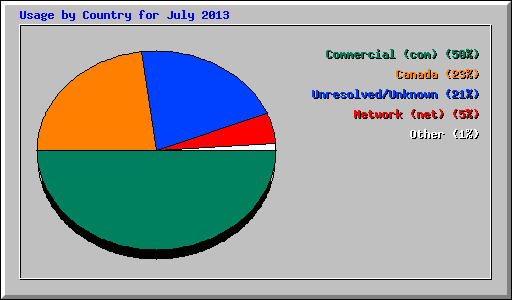 Usage by Country for July 2013
Commercial (com) (50%)
Canada (23%)
Unresolved/Unknown (21%)
Network (net) (5%)
Other (1%)